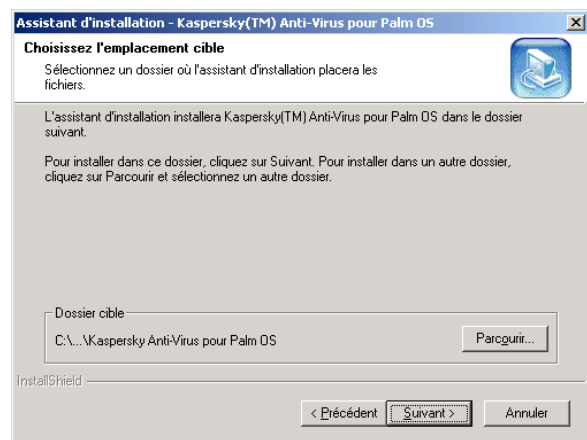 Assistant d'installation - Kaspersky(TM) Anti-Virus pour Palm OS
Choisissez l'emplacement cible
Sélectionnez un dossier où l'assistant d'installation placera les
fichiers.
L'assistant d'installation installera Kaspersky(TM) Anti-Virus pour Palm OS dans le dossier
suivant.
Pour installer dans ce dossier, cliquez sur Suivant. Pour installer dans un autre dossier,
cliquez sur Parcourir et sélectionnez un autre dossier.
Dossier cible
C:\...\Kaspersky Anti-Virus pour Palm OS
Parcourir...
InstallShield
< Précédent
Suivant >
Annuler